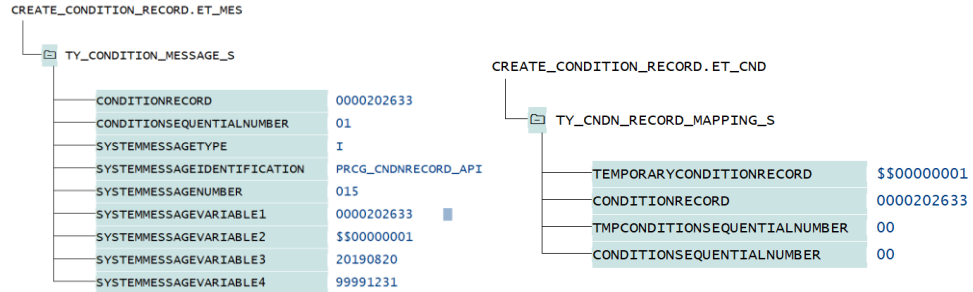 CREATE_CONDITION_RECORD.ET_MES
TY_CONDITION_MESSAGE_S
CONDITIONRECORD 0000202633
CONDITIONSEQUENTIALNUMBER 01
SYSTEMMESSAGETYPE I
SYSTEMMESSAGEIDENTIFICATION PRCG_CNDNRECORD_API
SYSTEMMESSAGENUMBER 015
SYSTEMMESSAGEVARIABLE1 0000202633
SYSTEMMESSAGEVARIABLE2 $$00000001
SYSTEMMESSAGEVARIABLE3 20190820
SYSTEMMESSAGEVARIABLE4 99991231
CREATE_CONDITION_RECORD.ET_CND
TY_CNDN_RECORD_MAPPING_S
TEMPORARYCONDITIONRECORD $$00000001
CONDITIONRECORD 0000202633
TMPCONDITIONSEQUENTIALNUMBER 00
CONDITIONSEQUENTIALNUMBER 00